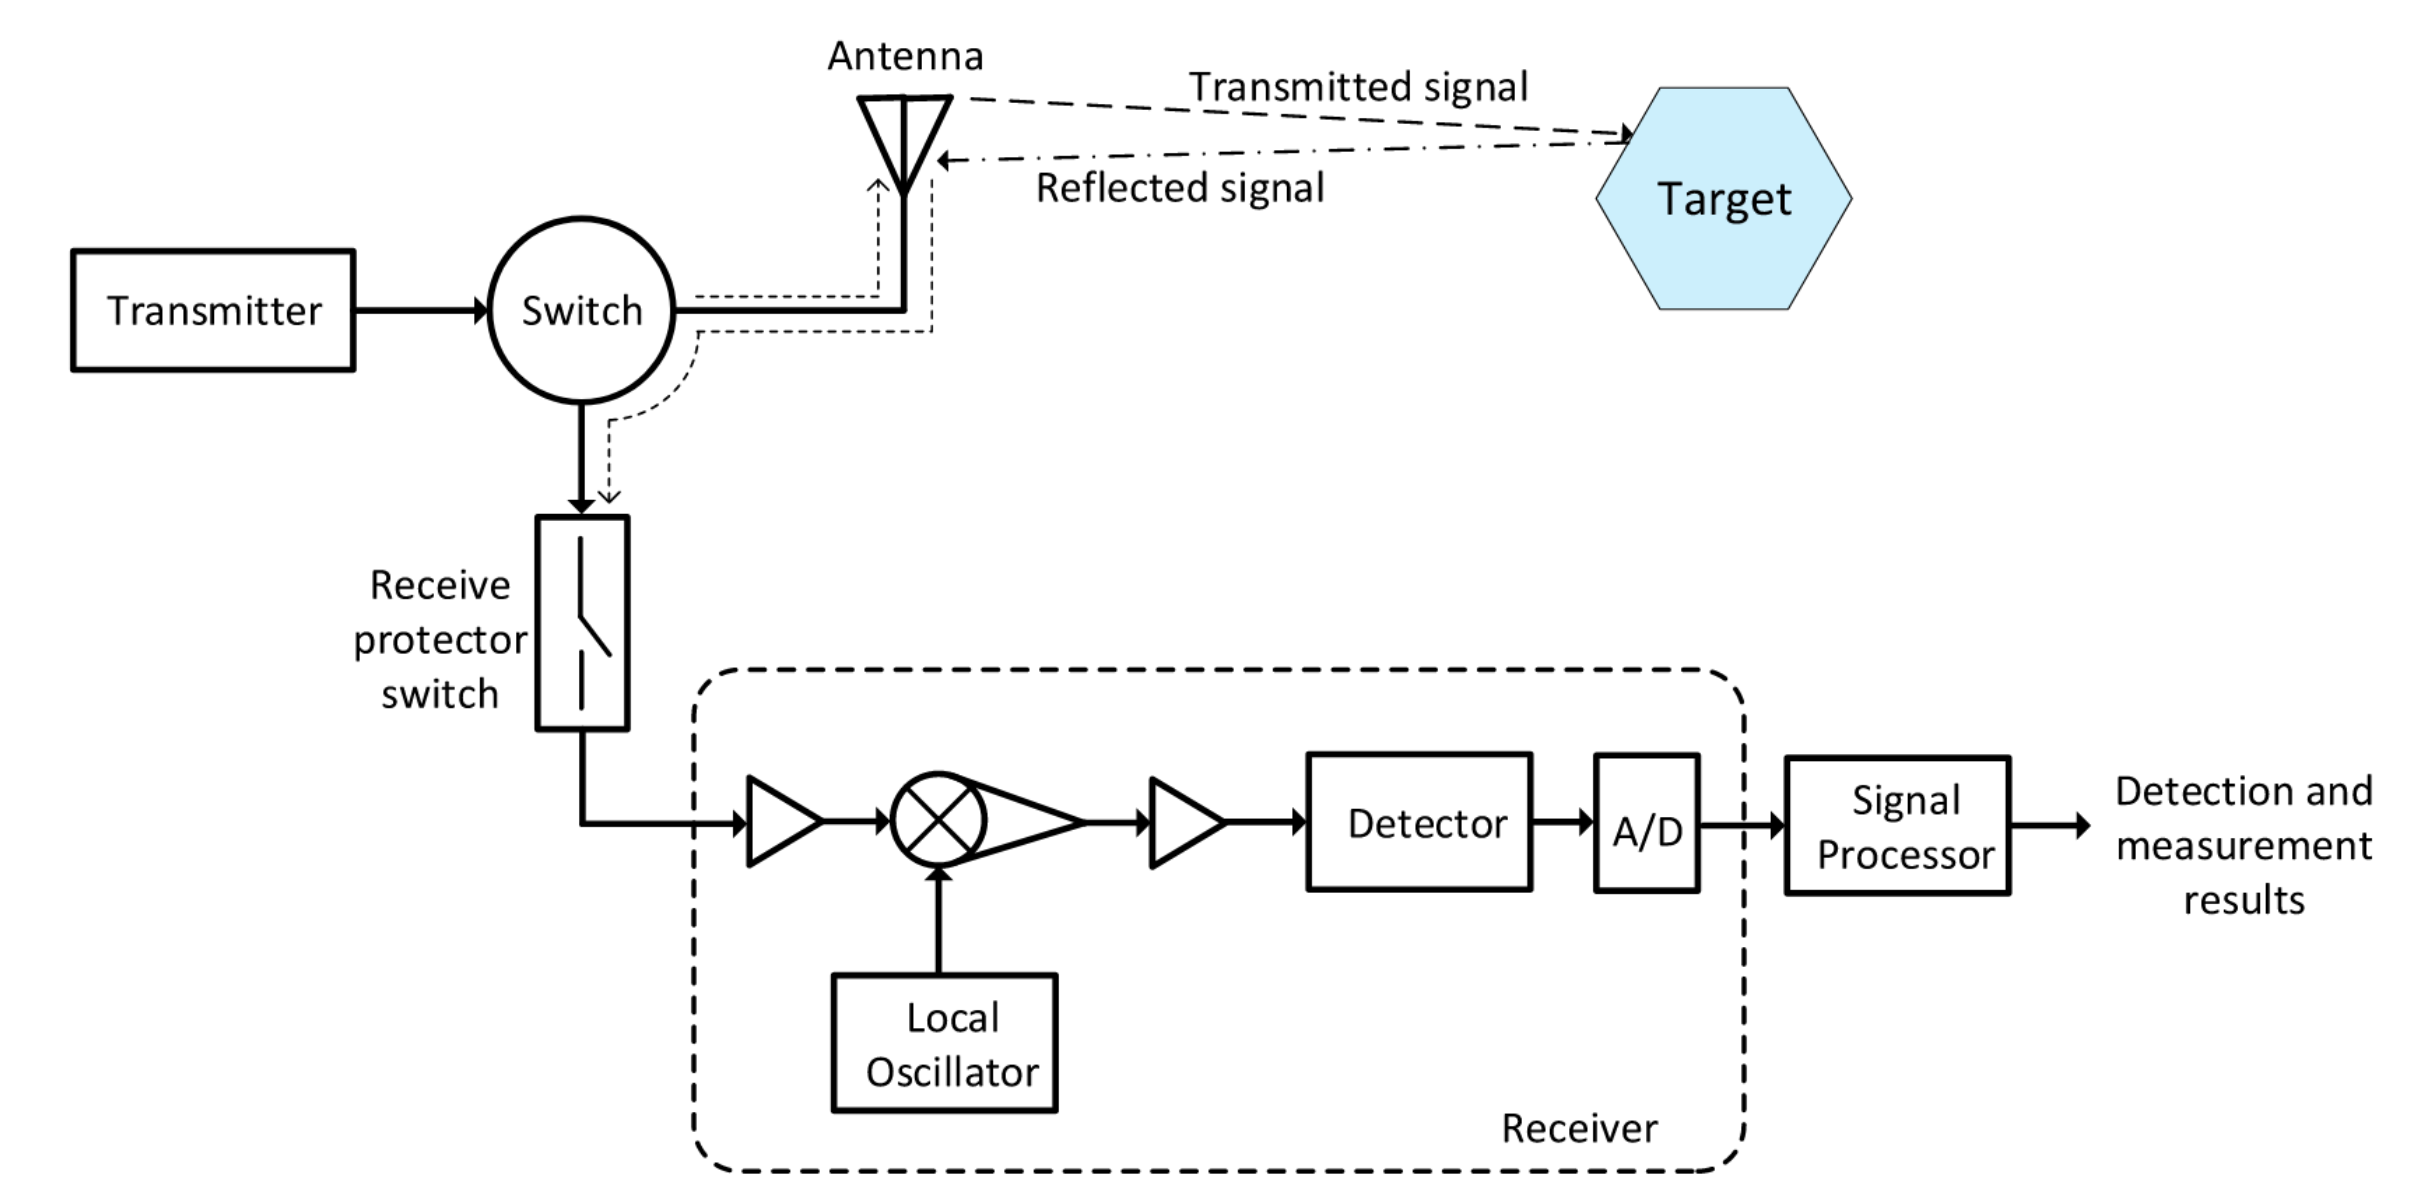 Antenna
Transmitted signal
Reflected signal
Target
Transmitter
Switch
Receive
protector
switch
Detector
A/D
Signal
Processor
Detection and
measurement
results
Local
Oscillator
Receiver